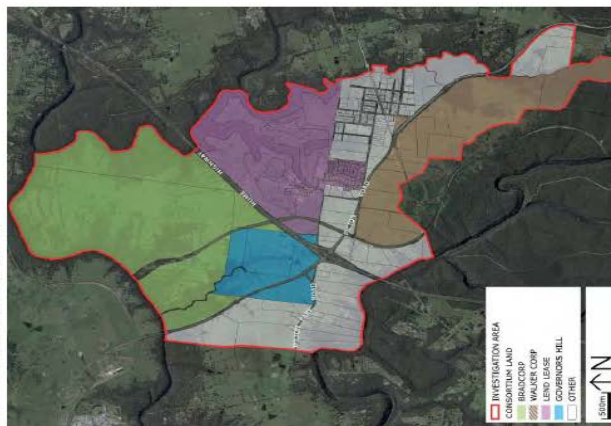 INVESTIGATION AREA
CONSORTIUM LAND
BRADCORP
WALKER CORP
LEND LEASE
GOVERNORS HILL
OTHER
500m
N